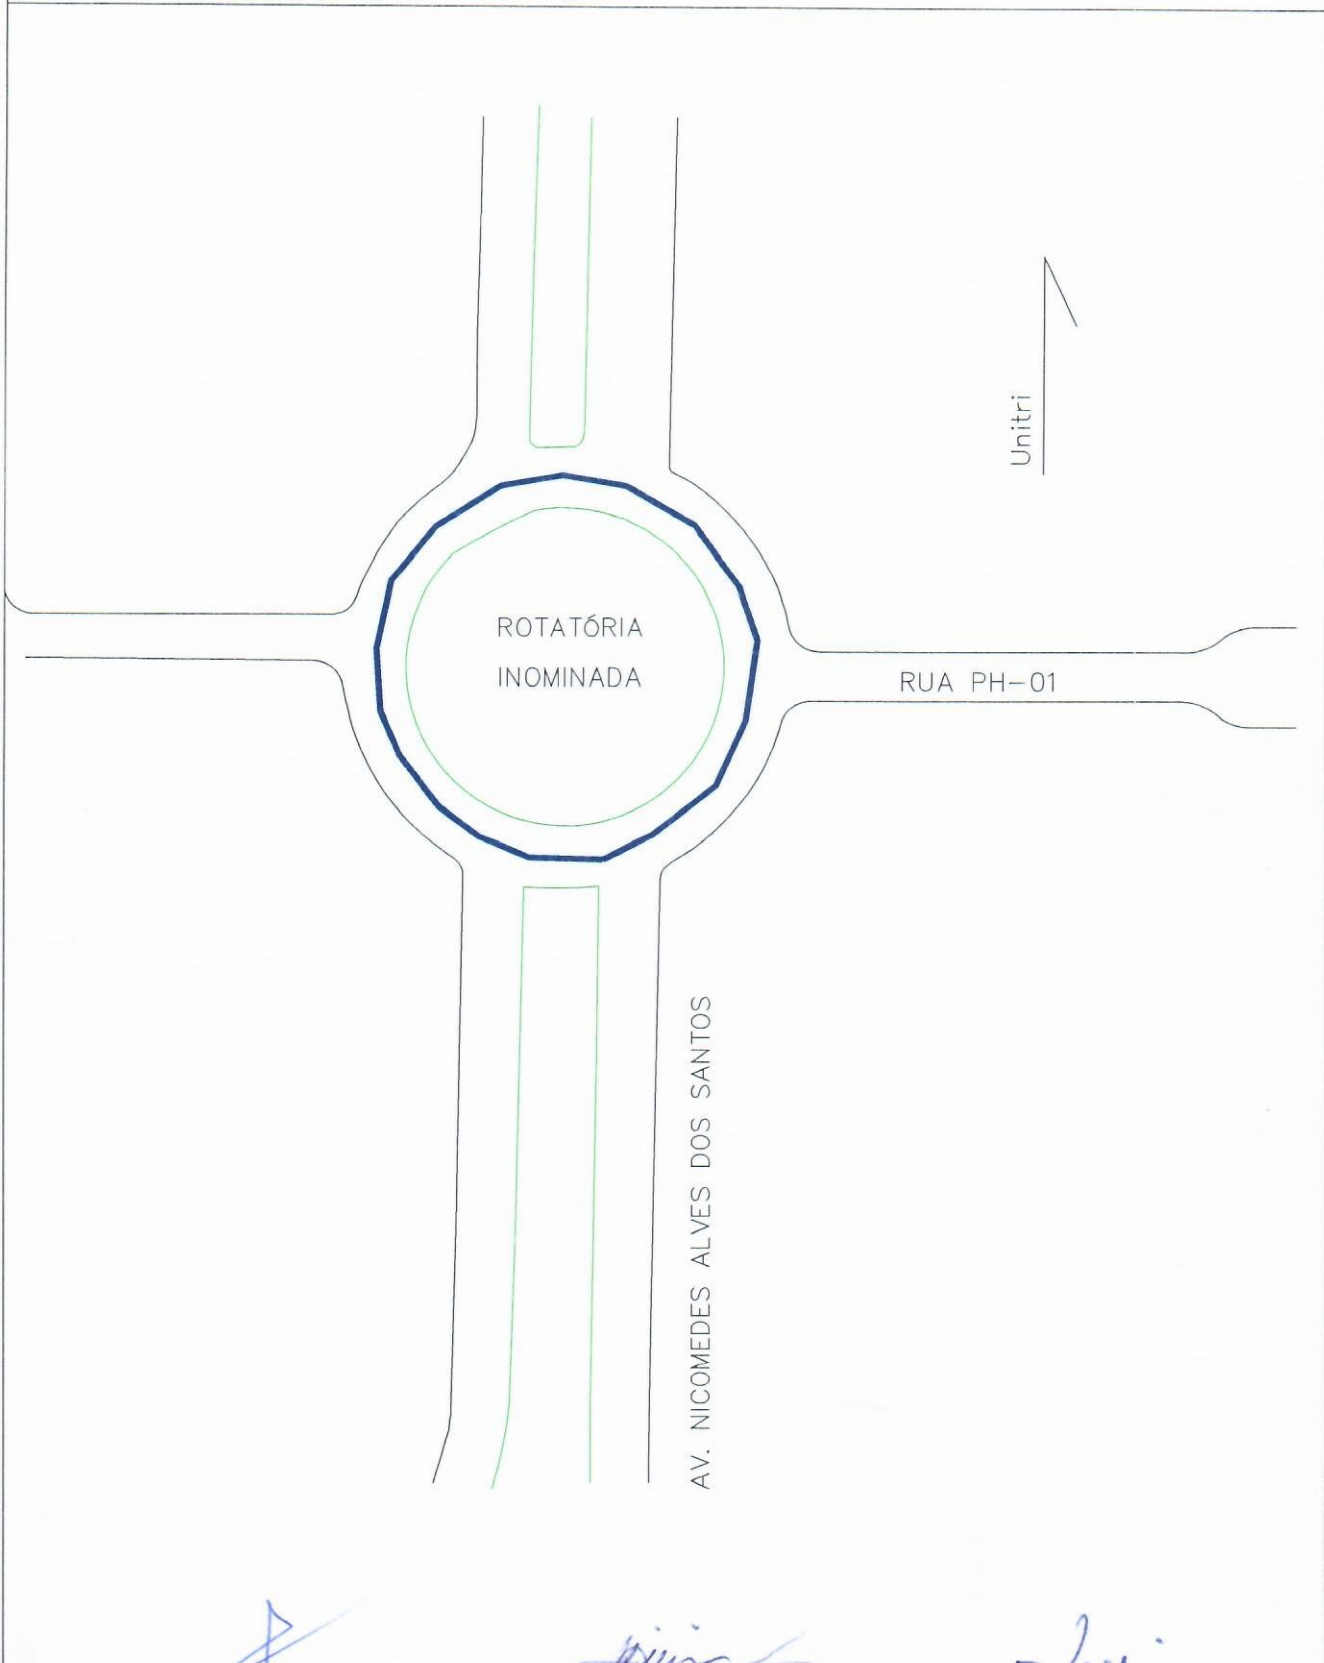 Unitri
ROTATÓRIA
INOMINADA
RUA PH-01
AV. NICOMEDES ALVES DOS SANTOS